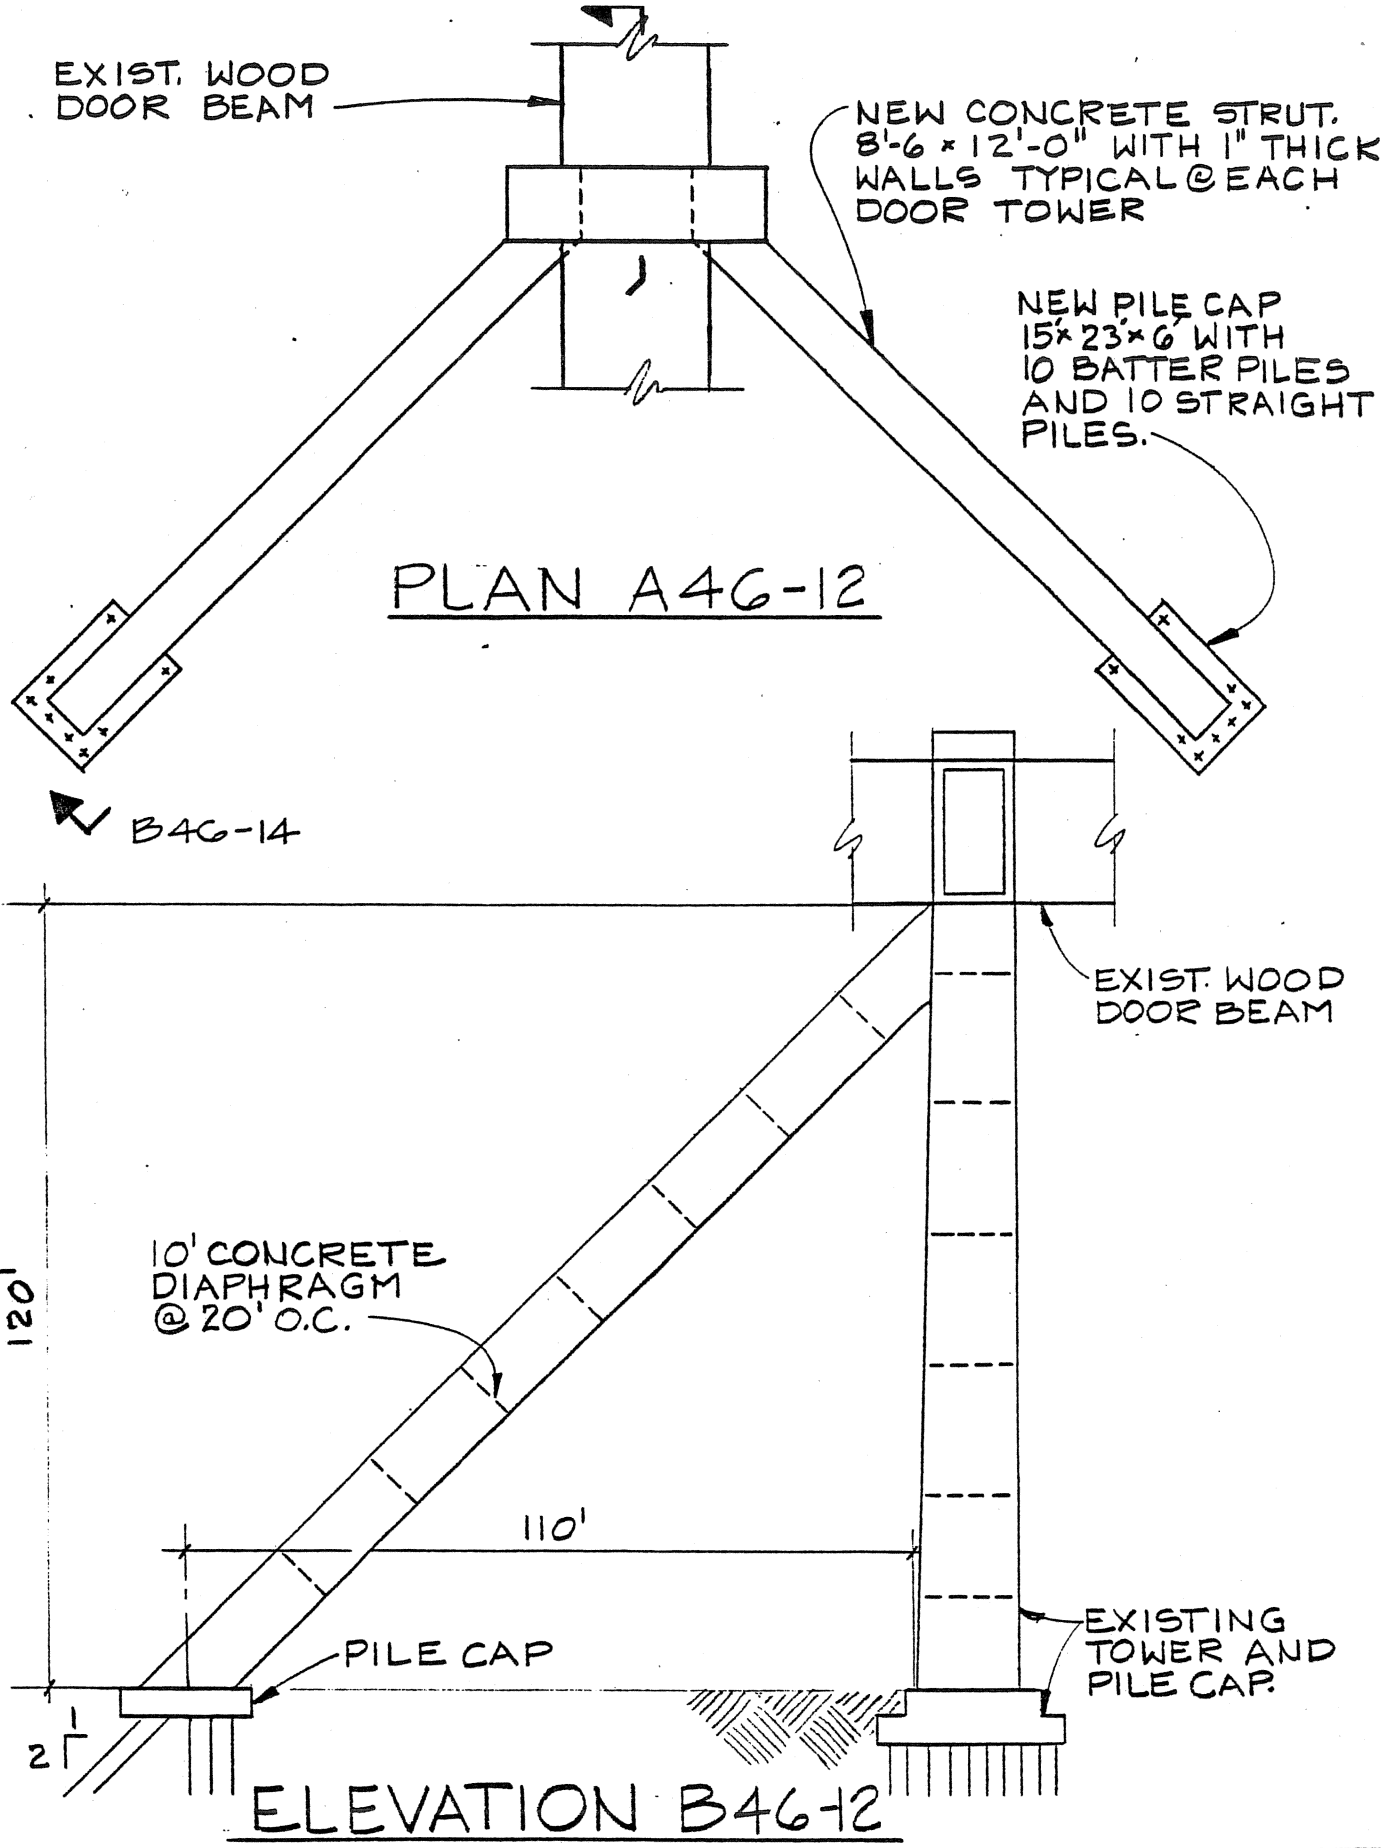 EXIST. WOOD
DOOR BEAM
NEW CONCRETE STRUT.
8'-6 x 12'-0" WITH 1" THICK
WALLS TYPICAL @ EACH
DOOR TOWER
NEW PILE CAP
15'x 23'x 6' WITH
10 BATTER PILES
AND 10 STRAIGHT
PILES.
PLAN A46-12
B46-14
EXIST. WOOD
DOOR BEAM
10' CONCRETE
DIAPHRAGM
@ 20' O.C.
120'
110'
PILE CAP
EXISTING
TOWER AND
PILE CAP.
1
2
ELEVATION B46-12